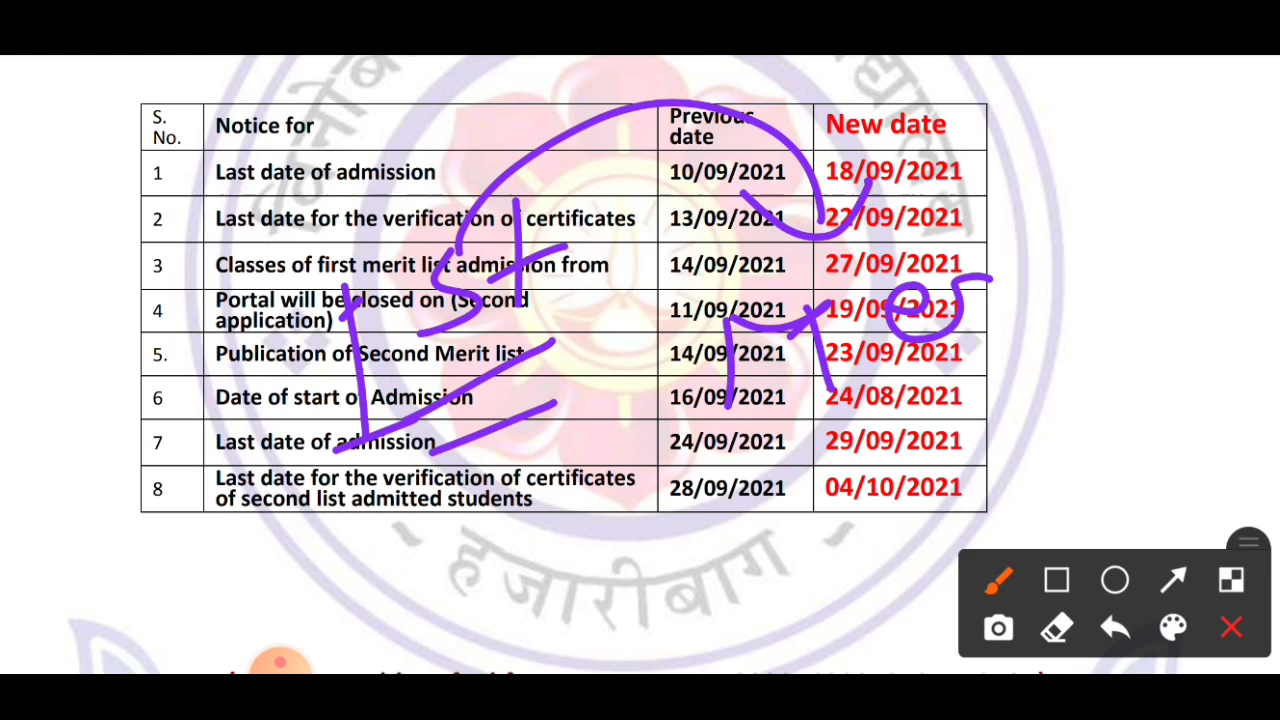 S. No. Notice for Previous date New date
1 Last date of admission 10/09/2021 18/09/2021
2 Last date for the verification of certificates 13/09/2021 22/09/2021
3 Classes of first merit list admission from 14/09/2021 27/09/2021
4 Portal will be closed on (Second application) 11/09/2021 19/09/2021
5. Publication of Second Merit list 14/09/2021 23/09/2021
6 Date of start of Admission 16/09/2021 24/08/2021
7 Last date of admission 24/09/2021 29/09/2021
8 Last date for the verification of certificates of second list admitted students 28/09/2021 04/10/2021
1st
हजारीबाग